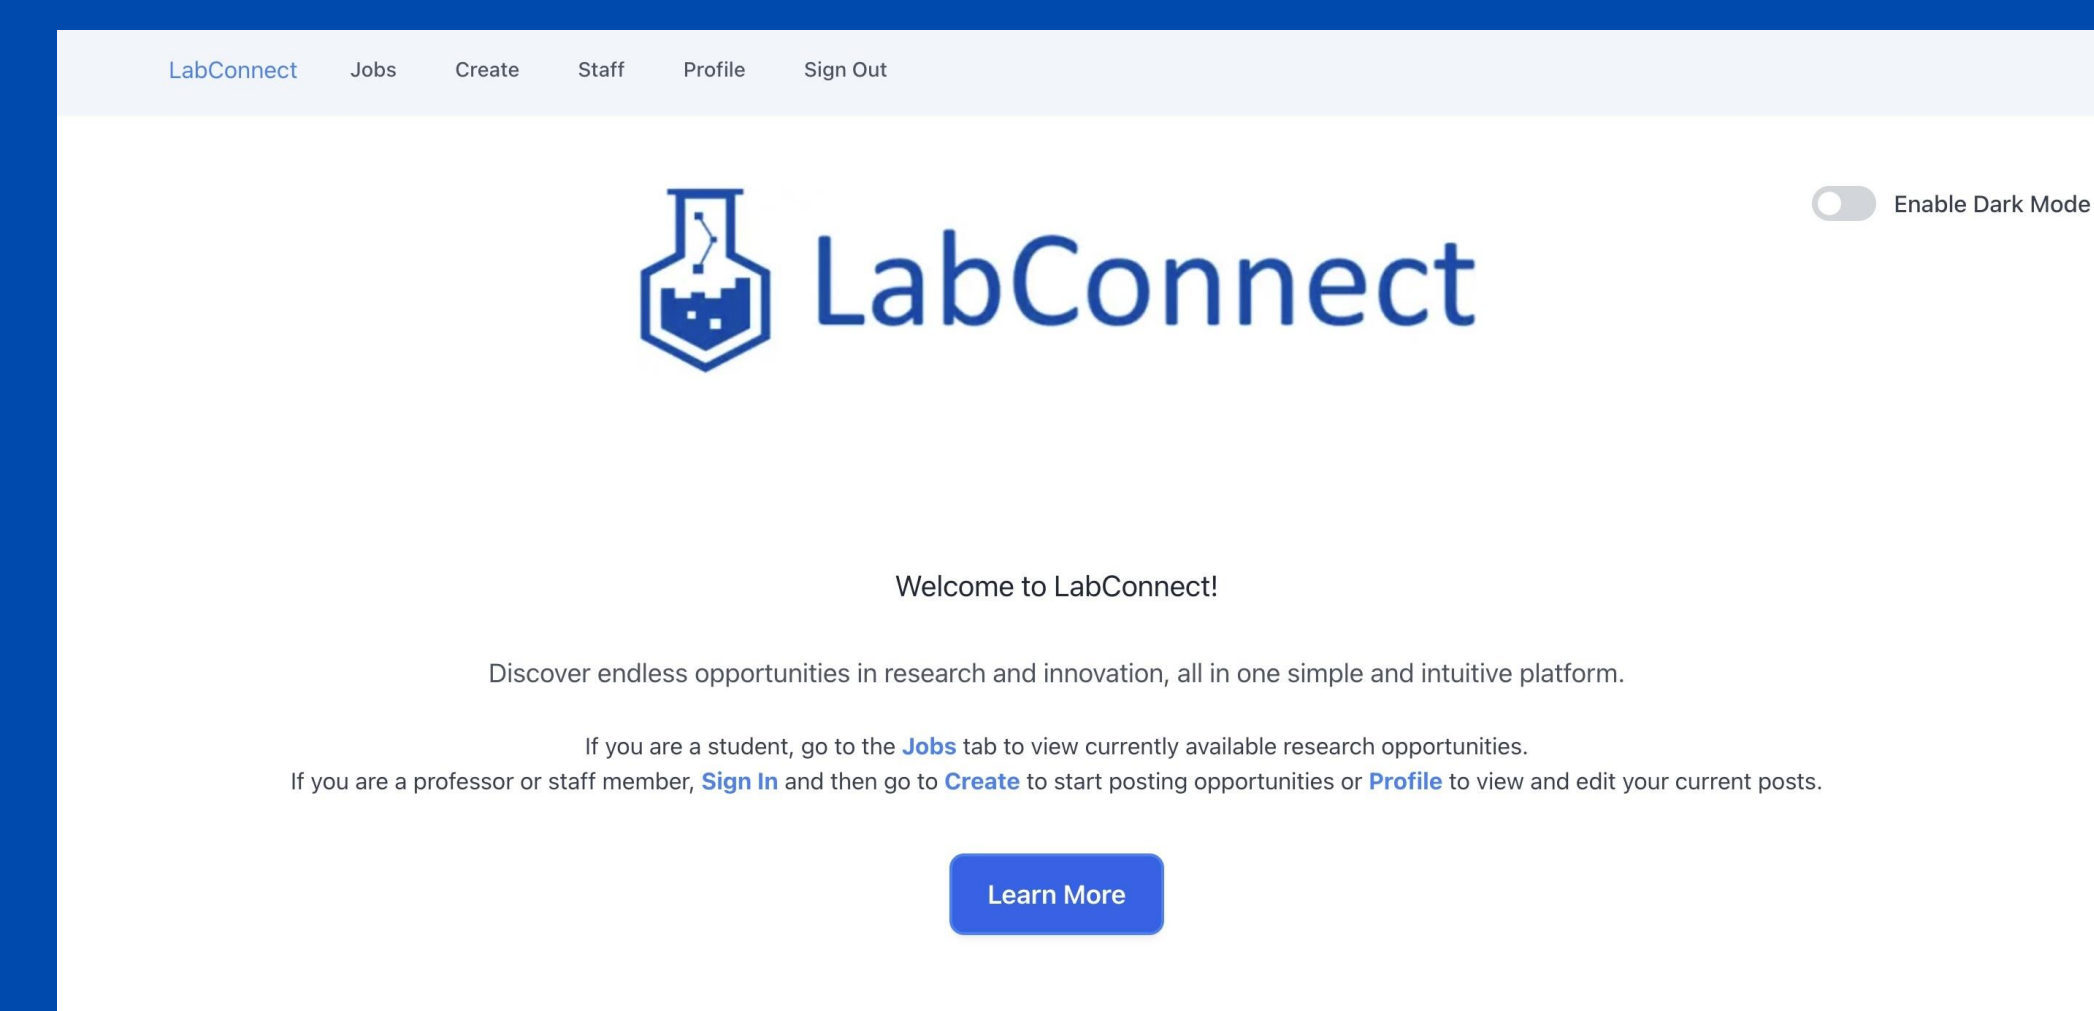 LabConnect Jobs Create Staff Profile Sign Out
Enable Dark Mode
LabConnect
Welcome to LabConnect!
Discover endless opportunities in research and innovation, all in one simple and intuitive platform.
If you are a student, go to the Jobs tab to view currently available research opportunities.
If you are a professor or staff member, Sign In and then go to Create to start posting opportunities or Profile to view and edit your current posts.
Learn More